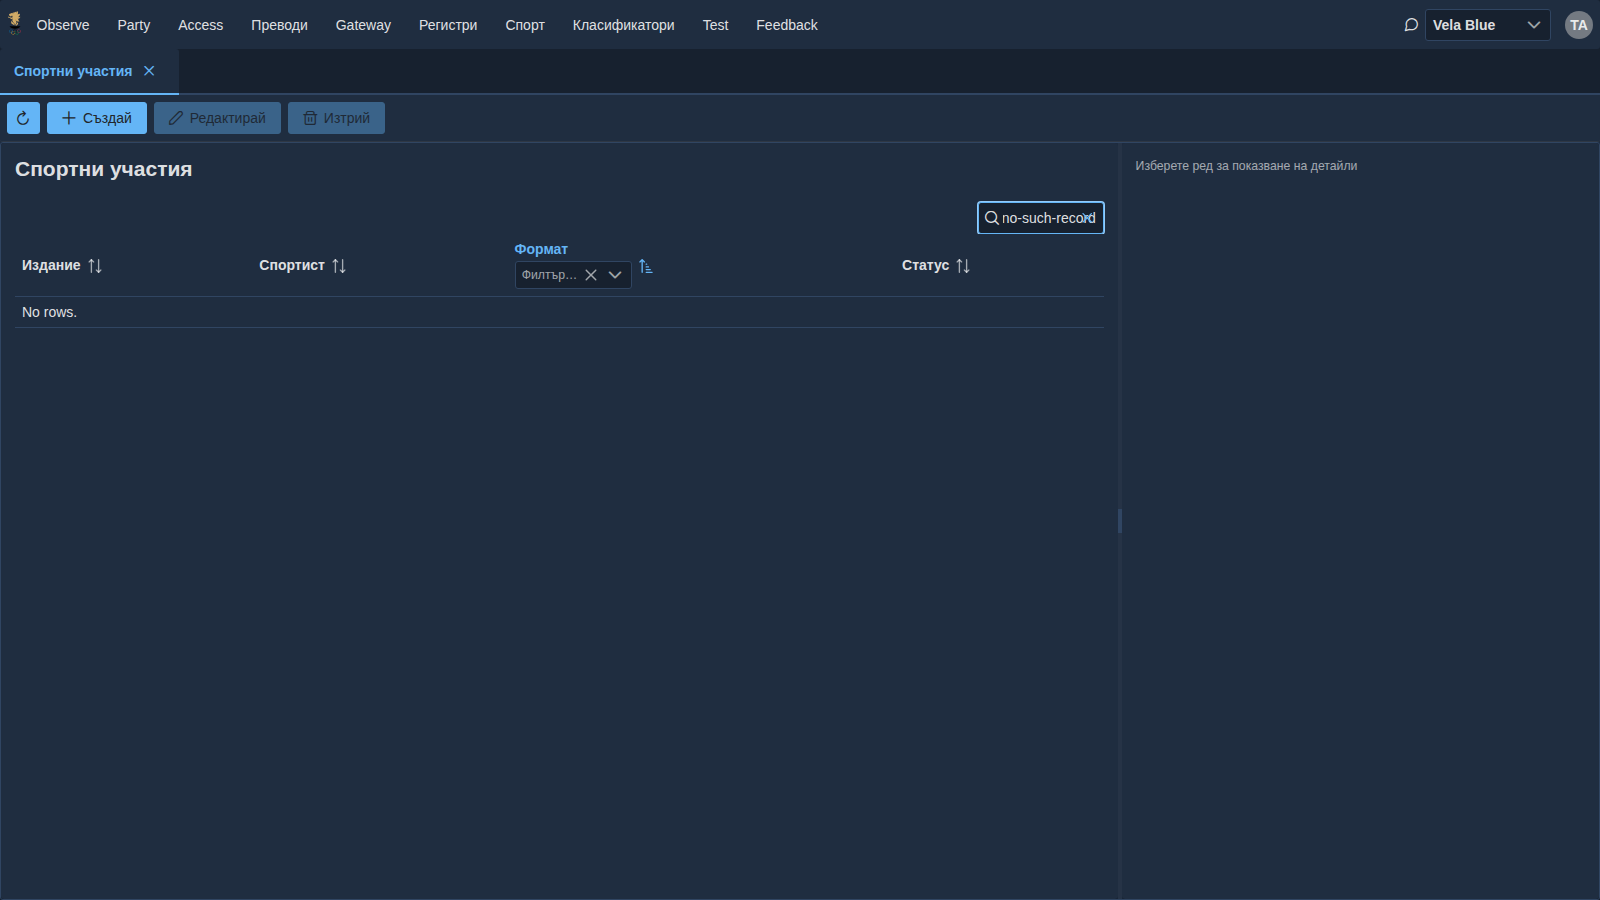 Observe Party Access Преводи Gateway Регистри Спорт Класификатори Test Feedback Vela Blue TA
Спортни участия
Създай Редактирай Изтрий
Спортни участия
Изберете ред за показване на детайли
no-such-record
Издание Спортист Формат Статус
Филтър...
No rows.